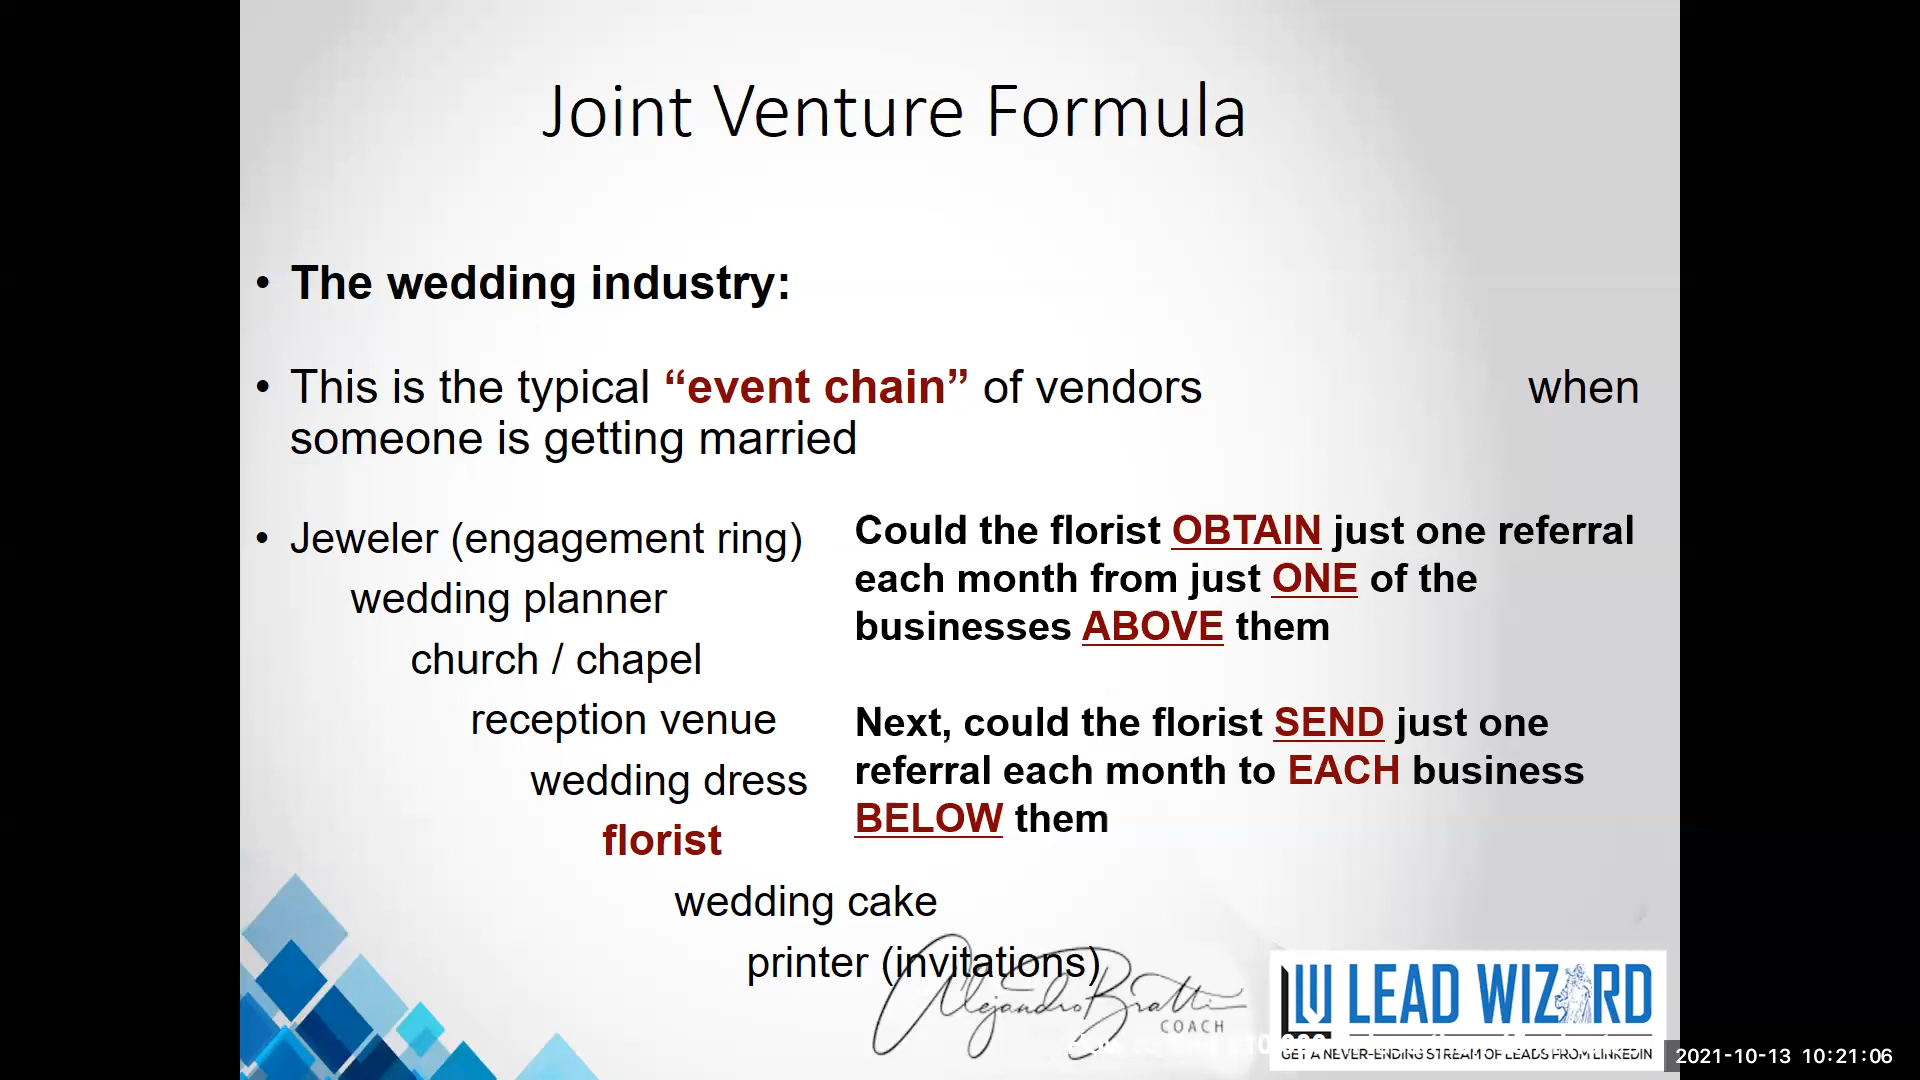 Joint Venture Formula
• The wedding industry:
• This is the typical “event chain” of vendors when
someone is getting married
• Jeweler (engagement ring)
wedding planner
church / chapel
reception venue
wedding dress
florist
wedding cake
printer (invitations)
Could the florist OBTAIN just one referral
each month from just ONE of the
businesses ABOVE them
Next, could the florist SEND just one
referral each month to EACH business
BELOW them
Alejandro Bratti
COACH
LEAD WIZARD
GET A NEVER-ENDING STREAM OF LEADS FROM LINKEDIN
2021-10-13 10:21:06